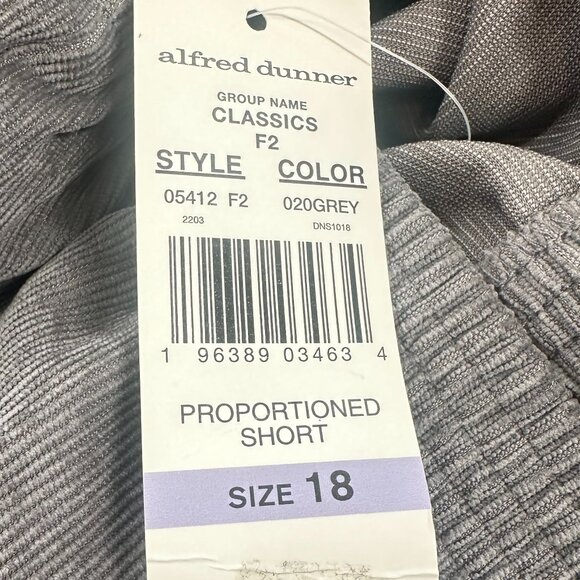 alfred dunner
GROUP NAME
CLASSICS
F2
STYLE COLOR
05412 F2 020GREY
2203 DNS1018
1 96389 03463 4
PROPORTIONED
SHORT
SIZE 18